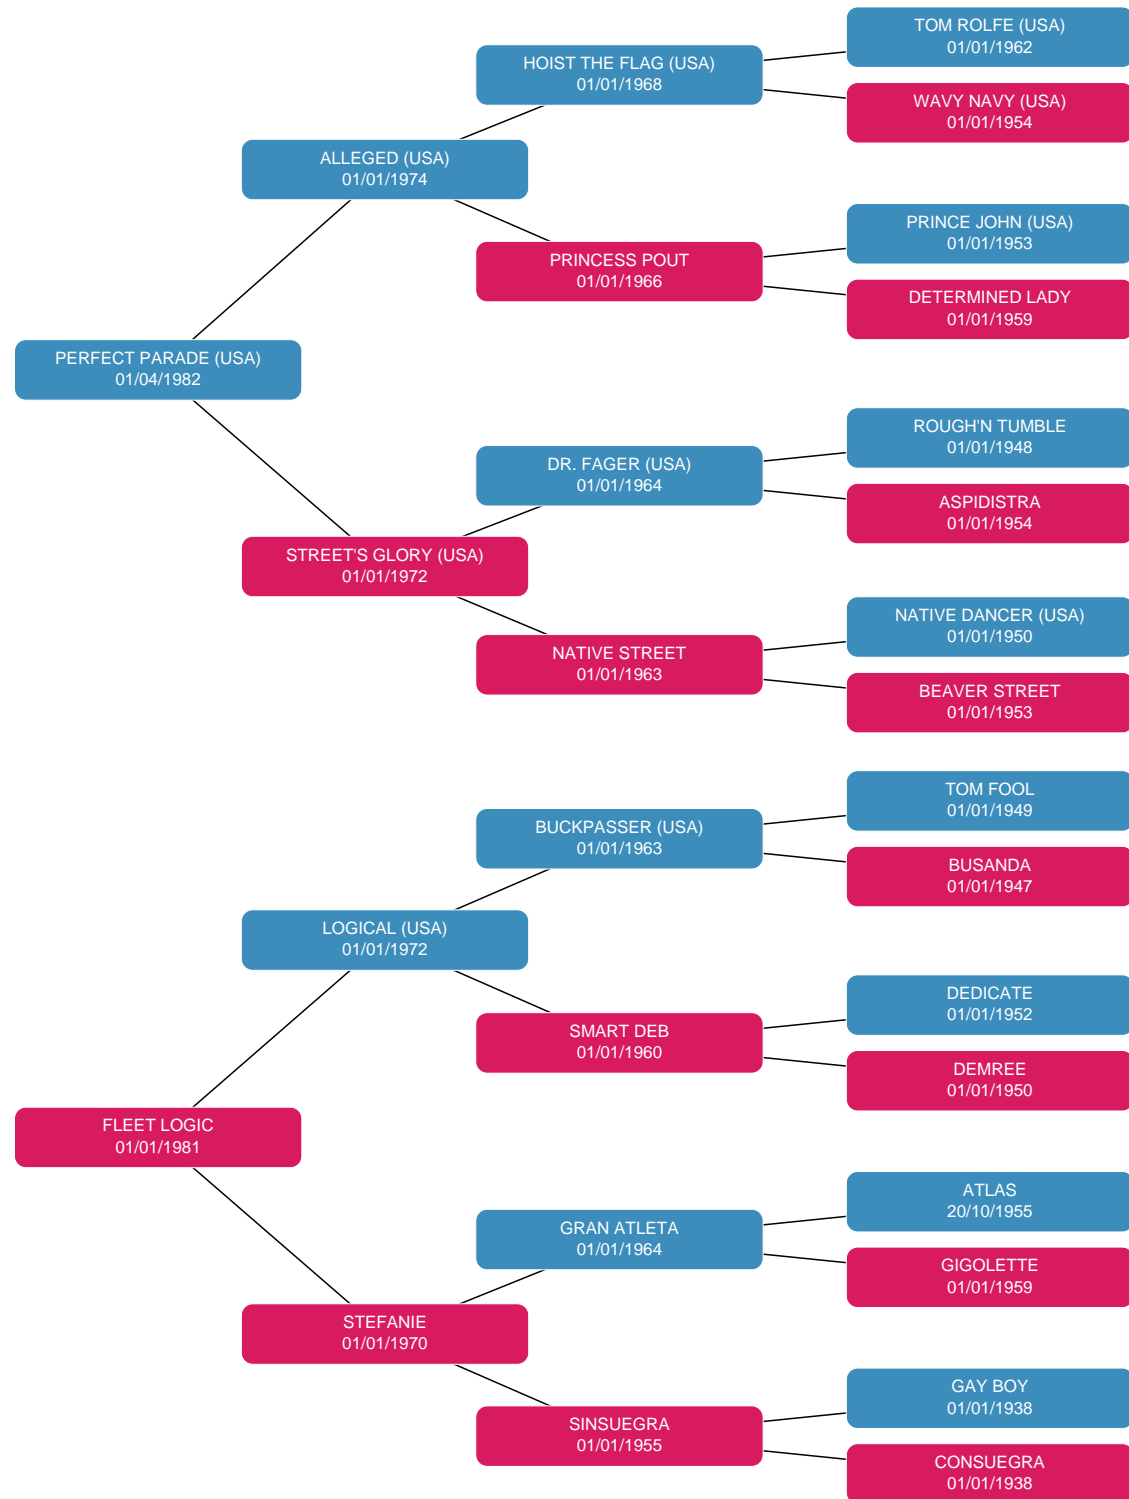 TOM ROLFE (USA)
01/01/1962
HOIST THE FLAG (USA)
01/01/1968
WAVY NAVY (USA)
01/01/1954
ALLEGED (USA)
01/01/1974
PRINCE JOHN (USA)
01/01/1953
PRINCESS POUT
01/01/1966
DETERMINED LADY
01/01/1959
PERFECT PARADE (USA)
01/04/1982
ROUGH'N TUMBLE
01/01/1948
DR. FAGER (USA)
01/01/1964
ASPIDISTRA
01/01/1954
STREET'S GLORY (USA)
01/01/1972
NATIVE DANCER (USA)
01/01/1950
NATIVE STREET
01/01/1963
BEAVER STREET
01/01/1953
TOM FOOL
01/01/1949
BUCKPASSER (USA)
01/01/1963
BUSANDA
01/01/1947
LOGICAL (USA)
01/01/1972
DEDICATE
01/01/1952
SMART DEB
01/01/1960
DEMREE
01/01/1950
FLEET LOGIC
01/01/1981
ATLAS
20/10/1955
GRAN ATLETA
01/01/1964
GIGOLETTE
01/01/1959
STEFANIE
01/01/1970
GAY BOY
01/01/1938
SINSUEGRA
01/01/1955
CONSUEGRA
01/01/1938